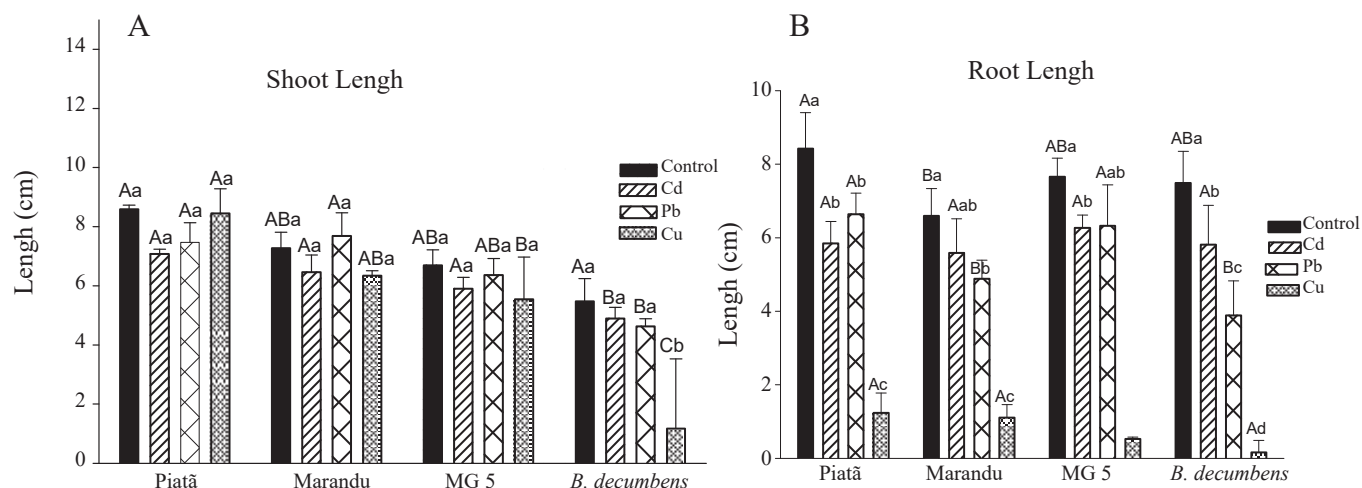 A
Shoot Lengh
Lengh (cm)
14
12
10
8
6
4
2
0
Aa
Aa
Aa
Aa
ABa
Aa
Aa
ABa
ABa
Aa
ABa
Ba
Aa
Ba
Ba
Cb
Control
Cd
Pb
Cu
Piatã
Marandu
MG 5
B. decumbens
B
Root Lengh
Lengh (cm)
10
8
6
4
2
0
Aa
Ab
Ab
Ac
Ba
Aab
Bb
Ac
ABa
Ab
Aab
ABa
Ab
Bc
Ad
Control
Cd
Pb
Cu
Piatã
Marandu
MG 5
B. decumbens